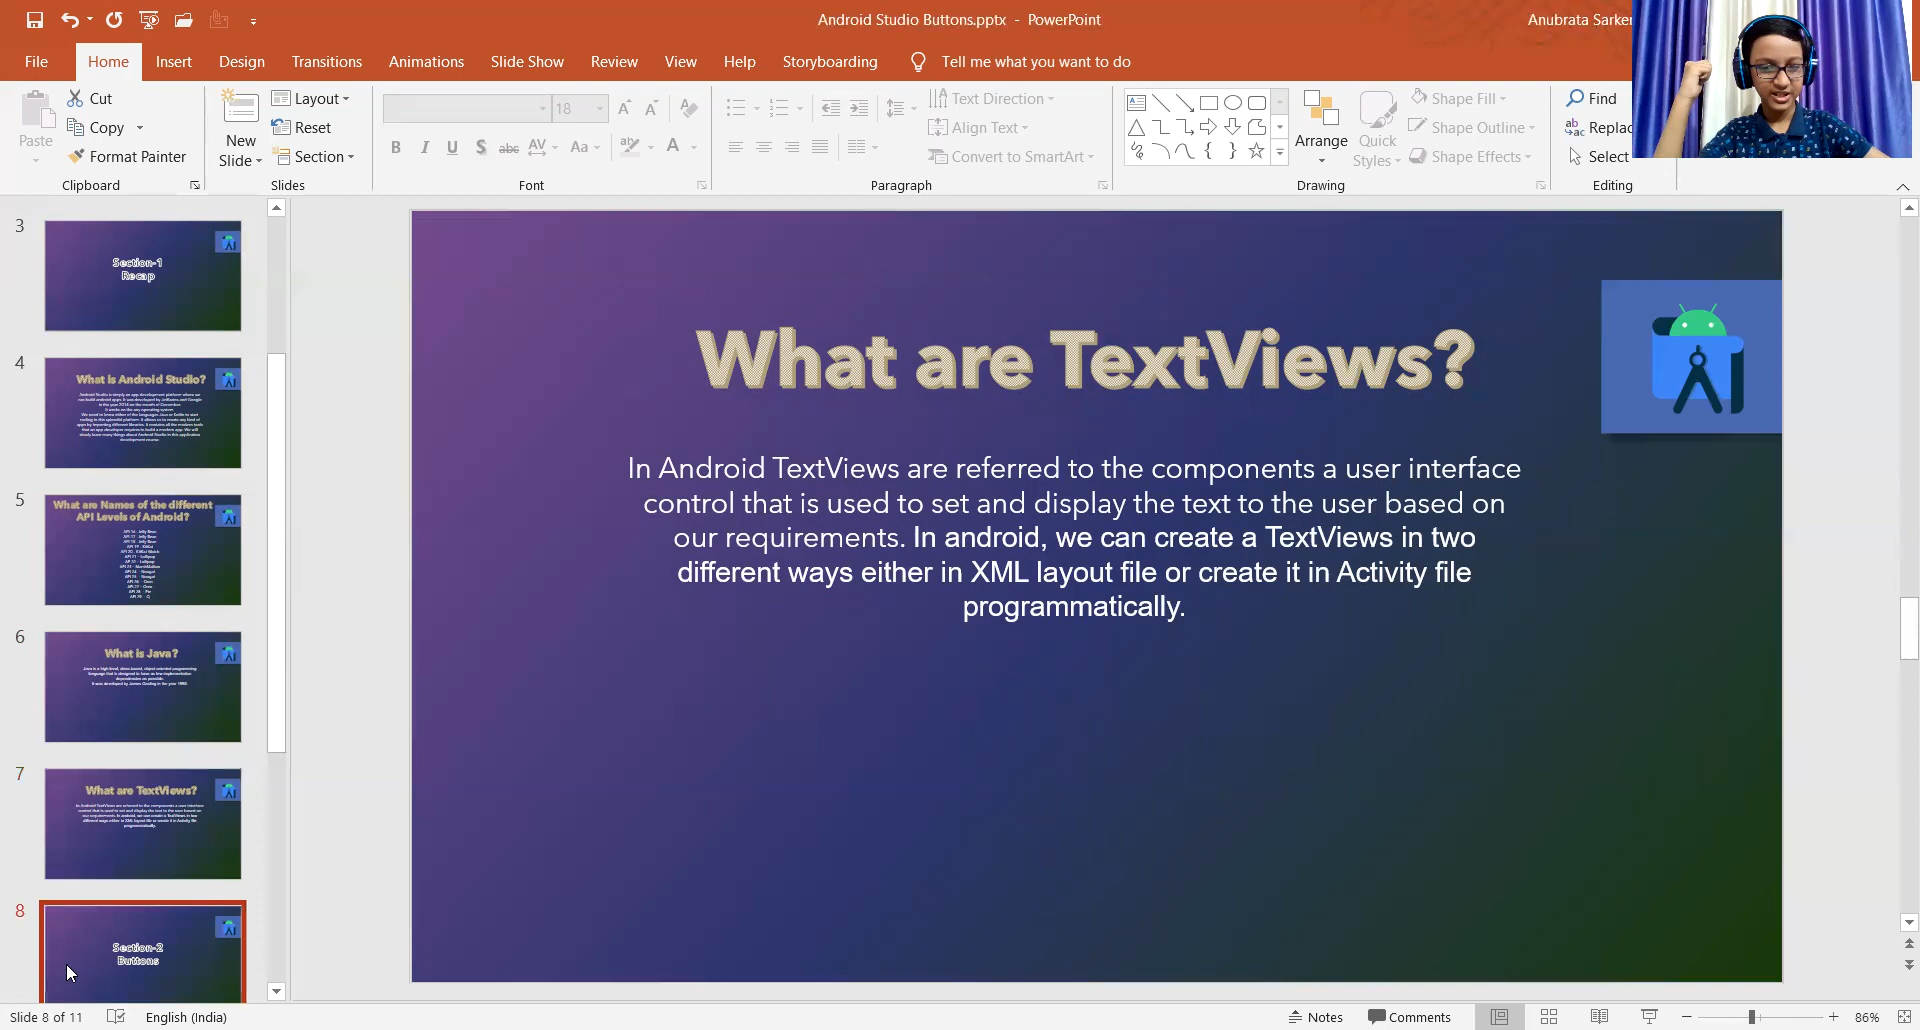 Android Studio Buttons.pptx - PowerPoint
Anubrata Sarker
File Home Insert Design Transitions Animations Slide Show Review View Help Storyboarding Tell me what you want to do
Paste
Cut
Copy
Format Painter
Clipboard
New
Slide
Layout
Reset
Section
Slides
18
B I U S abc AV Aa A
Font
Text Direction
Align Text
Convert to SmartArt
Paragraph
Arrange
Quick
Styles
Shape Fill
Shape Outline
Shape Effects
Drawing
Find
Replac
Select
Editing
3
Section-1
Recap
4
What is Android Studio?
5
What are Names of the different
API Levels of Android?
6
What is Java?
7
What are TextViews?
8
Section-2
Buttons
What are TextViews?
In Android TextViews are referred to the components a user interface
control that is used to set and display the text to the user based on
our requirements. In android, we can create a TextViews in two
different ways either in XML layout file or create it in Activity file
programmatically.
Slide 8 of 11 English (India) Notes Comments 86%